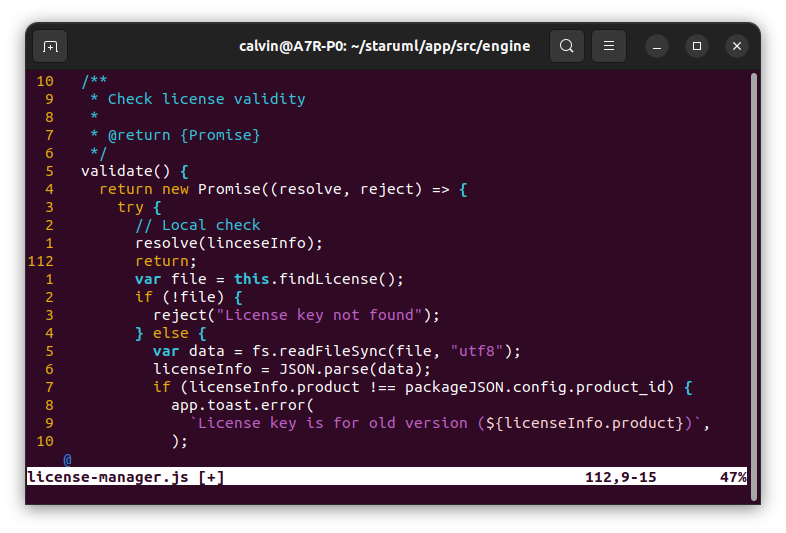 calvin@A7R-P0: ~/staruml/app/src/engine
10 /**
9 * Check license validity
8 *
7 * @return {Promise}
6 */
5 validate() {
4 return new Promise((resolve, reject) => {
3 try {
2 // Local check
1 resolve(linceseInfo);
112 return;
1 var file = this.findLicense();
2 if (!file) {
3 reject("License key not found");
4 } else {
5 var data = fs.readFileSync(file, "utf8");
6 licenseInfo = JSON.parse(data);
7 if (licenseInfo.product !== packageJSON.config.product_id) {
8 app.toast.error(
9 `License key is for old version (${licenseInfo.product})`,
10 );
@
license-manager.js [+] 112,9-15 47%